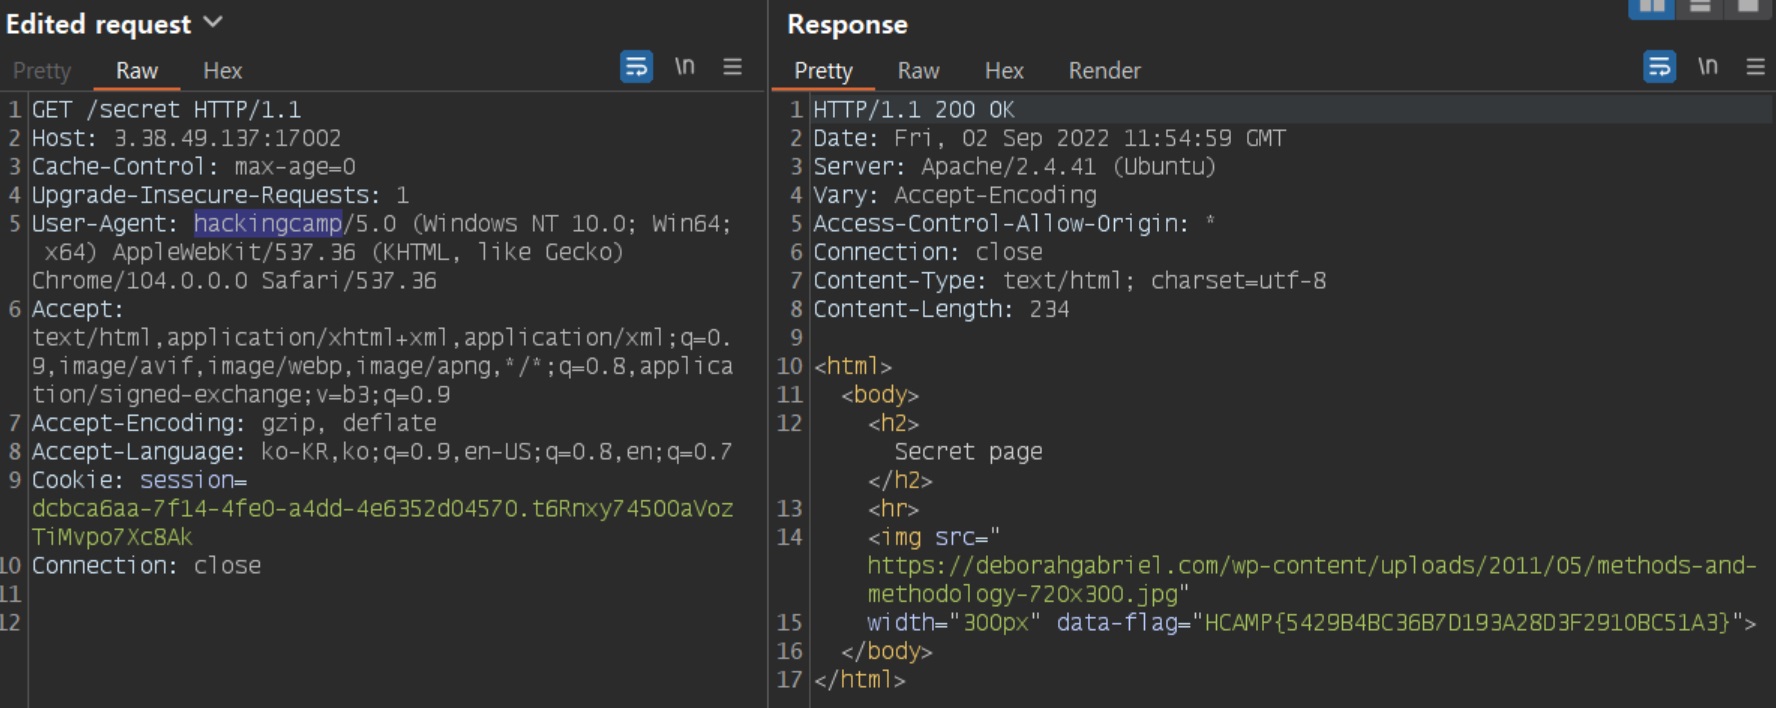 Edited request
Pretty Raw Hex \n
1 GET /secret HTTP/1.1
2 Host: 3.38.49.137:17002
3 Cache-Control: max-age=0
4 Upgrade-Insecure-Requests: 1
5 User-Agent: hackingcamp/5.0 (Windows NT 10.0; Win64;
x64) AppleWebKit/537.36 (KHTML, like Gecko)
Chrome/104.0.0.0 Safari/537.36
6 Accept:
text/html,application/xhtml+xml,application/xml;q=0.
9,image/avif,image/webp,image/apng,*/*;q=0.8,applica
tion/signed-exchange;v=b3;q=0.9
7 Accept-Encoding: gzip, deflate
8 Accept-Language: ko-KR,ko;q=0.9,en-US;q=0.8,en;q=0.7
9 Cookie: session=
dcbca6aa-7f14-4fe0-a4dd-4e6352d04570.t6Rnxy74500aVoz
TiMvpo7Xc8Ak
10 Connection: close
11
12
Response
Pretty Raw Hex Render \n
1 HTTP/1.1 200 OK
2 Date: Fri, 02 Sep 2022 11:54:59 GMT
3 Server: Apache/2.4.41 (Ubuntu)
4 Vary: Accept-Encoding
5 Access-Control-Allow-Origin: *
6 Connection: close
7 Content-Type: text/html; charset=utf-8
8 Content-Length: 234
9
10 <html>
11 <body>
12 <h2>
Secret page
</h2>
13 <hr>
14 <img src="
https://deborahgabriel.com/wp-content/uploads/2011/05/methods-and-
methodology-720x300.jpg"
15 width="300px" data-flag="HCAMP{5429B4BC36B7D193A28D3F2910BC51A3}">
16 </body>
17 </html>